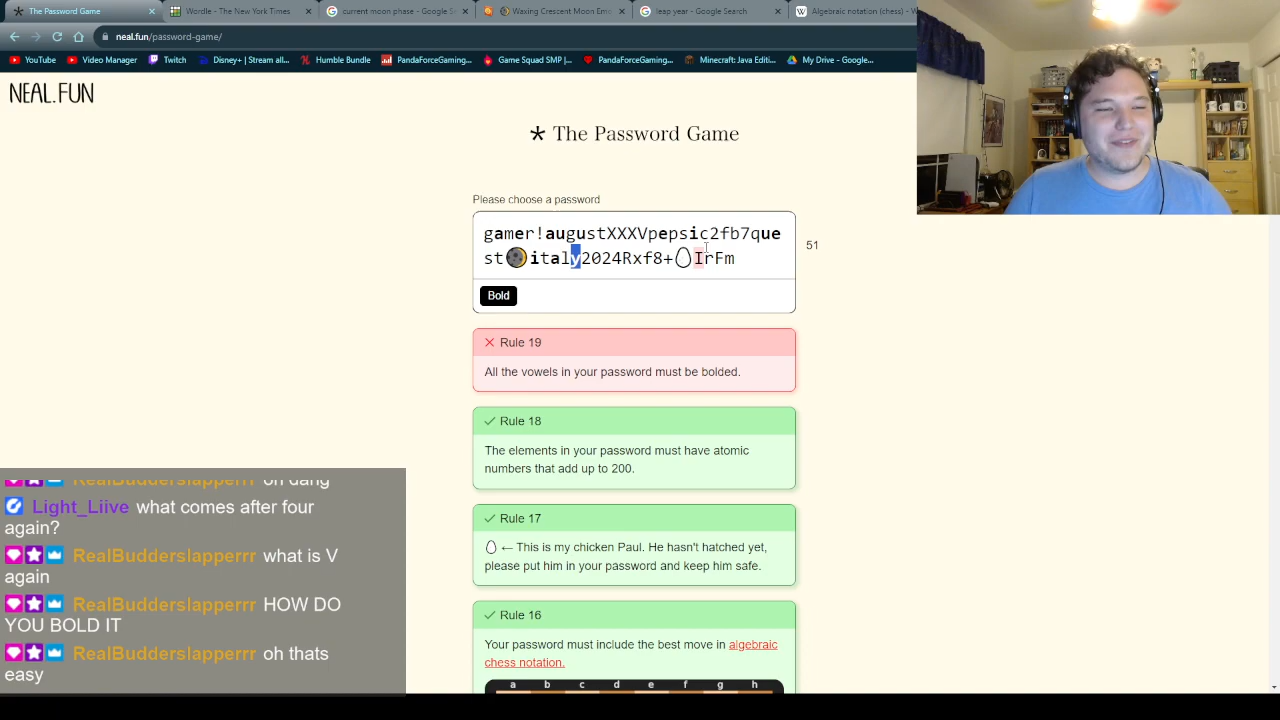 The Password Game
Wordle - The New York Times
current moon phase - Google Se
Waxing Crescent Moon Emo
leap year - Google Search
Algebraic notation (chess) - W
neal.fun/password-game/
YouTube
Video Manager
Twitch
Disney+ | Stream all...
Humble Bundle
PandaForceGaming...
Game Squad SMP |...
PandaForceGaming...
Minecraft: Java Editi...
My Drive - Google...
NEAL.FUN
* The Password Game
Please choose a password
gamer!augustXXXVpepsic2fb7que
st🌘italy2024Rxf8+🥚IrFm
51
Bold
Rule 19
All the vowels in your password must be bolded.
Rule 18
The elements in your password must have atomic
numbers that add up to 200.
Rule 17
🥚 ← This is my chicken Paul. He hasn't hatched yet,
please put him in your password and keep him safe.
Rule 16
Your password must include the best move in algebraic
chess notation.
a b c d e f g h
RealBudderslapperrr oh dang
Light_Liive what comes after four
again?
RealBudderslapperrr what is V
again
RealBudderslapperrr HOW DO
YOU BOLD IT
RealBudderslapperrr oh thats
easy